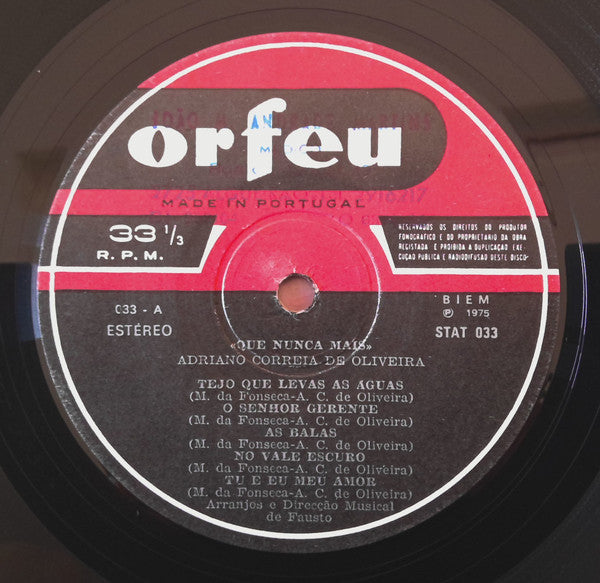 orfeu
MADE IN PORTUGAL
33 1/3
R. P. M.
RESERVADOS OS DIREITOS DO PRODUTOR
FONOGRÁFICO E DO PROPRIETÁRIO DA OBRA
REGISTADA E PROIBIDA A DUPLICAÇÃO, EXE-
CUÇÃO PUBLICA E RADIODIFUSÃO DESTE DISCO
033 - A
ESTÉREO
BIEM
℗ 1975
STAT 033
«QUE NUNCA MAIS»
ADRIANO CORREIA DE OLIVEIRA
TEJO QUE LEVAS AS AGUAS
(M. da Fonseca-A. C. de Oliveira)
O SENHOR GERENTE
(M. da Fonseca-A. C. de Oliveira)
AS BALAS
(M. da Fonseca-A. C. de Oliveira)
NO VALE ESCURO
(M. da Fonseca-A. C. de Oliveira)
TU E EU MEU AMOR
(M. da Fonseca-A. C. de Oliveira)
Arranjos e Direcção Musical
de Fausto